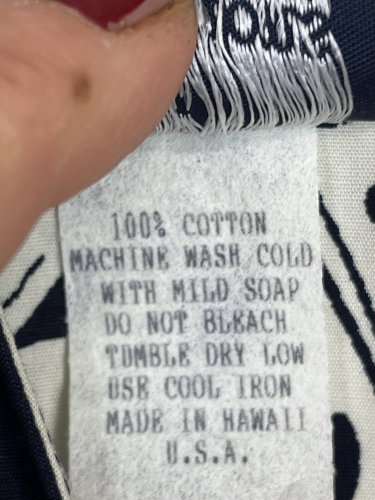 100% COTTON
MACHINE WASH COLD
WITH MILD SOAP
DO NOT BLEACH
TUMBLE DRY LOW
USE COOL IRON
MADE IN HAWAII
U.S.A.